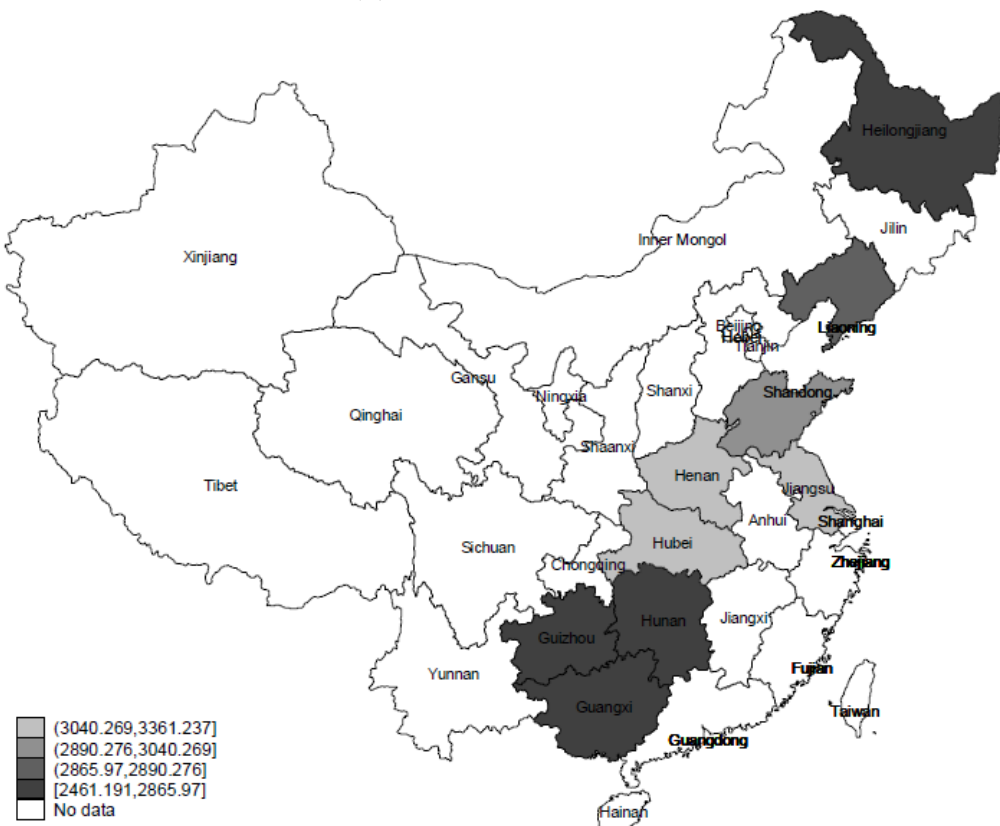 Heilongjiang
Jilin
Inner Mongol
Xinjiang
Beijing
Hebei
Tianjin
Liaoning
Gansu
Ningxia
Shanxi
Shandong
Qinghai
Shaanxi
Henan
Jiangsu
Tibet
Anhui
Shanghai
Sichuan
Hubei
Chongqing
Zhejiang
Guizhou
Hunan
Jiangxi
Yunnan
Fujian
Guangxi
Taiwan
Guangdong
Hainan
(3040.269,3361.237]
(2890.276,3040.269]
(2865.97,2890.276]
[2461.191,2865.97]
No data